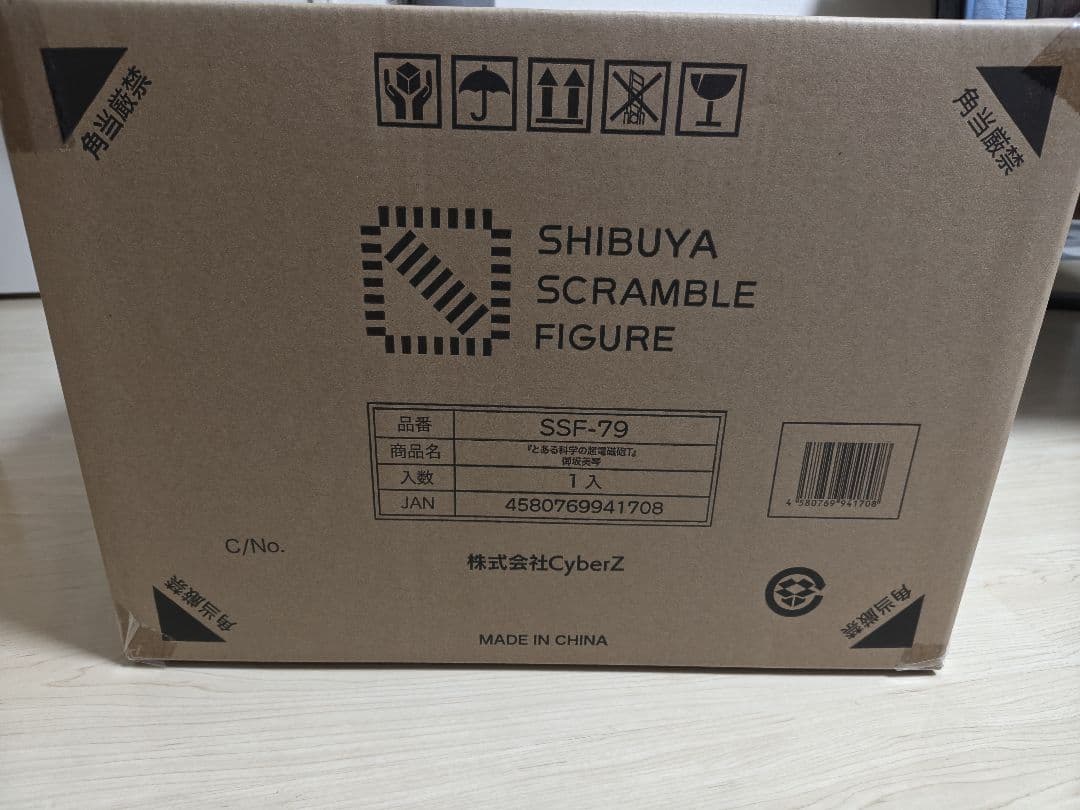 角当厳禁
角当厳禁
SHIBUYA
SCRAMBLE
FIGURE
品番 SSF-79
商品名 『とある科学の超電磁砲T』
御坂美琴
入数 1入
JAN 4580769941708
4 580769 941708
C/No.
株式会社CyberZ
角当厳禁
角当厳禁
MADE IN CHINA